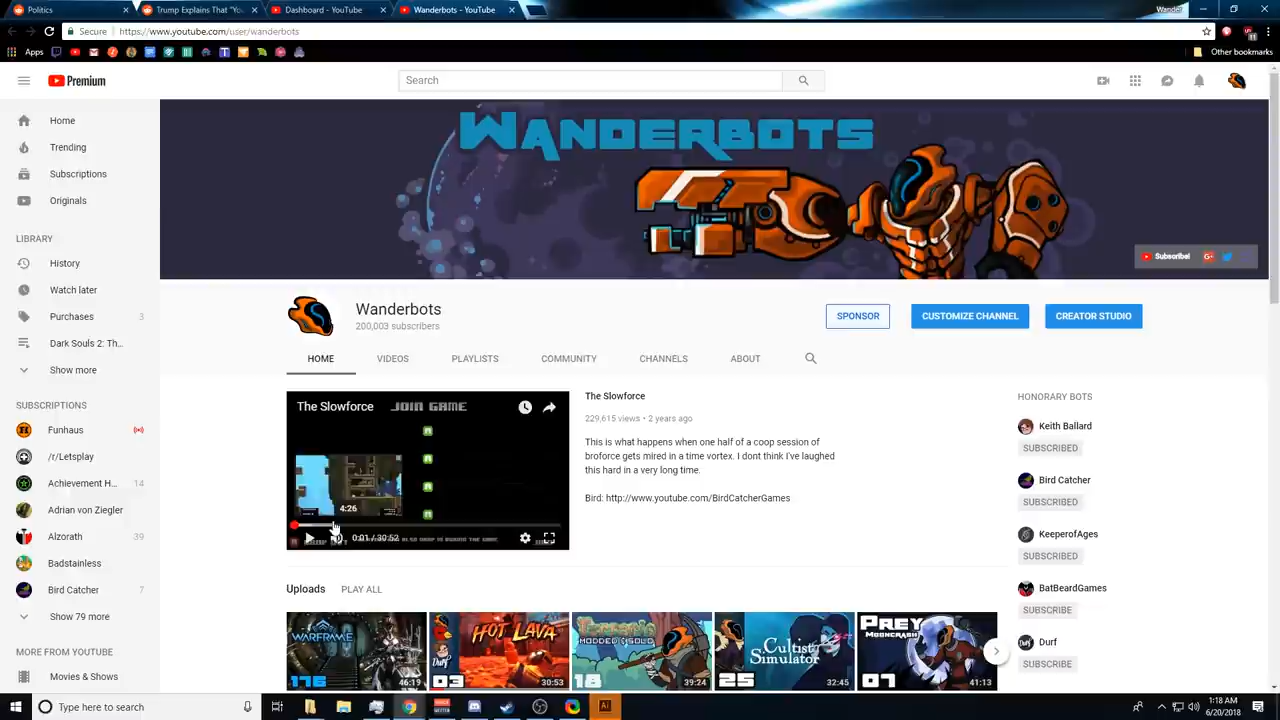 Politics
Trump Explains That "Yo
Dashboard - YouTube
Wanderbots - YouTube
Wander
Secure
https://www.youtube.com/user/wanderbots
Apps
Other bookmarks
Premium
Search
Home
Trending
Subscriptions
Originals
LIBRARY
History
Watch later
Purchases 3
Dark Souls 2: Th...
Show more
SUBSCRIPTIONS
Funhaus
/r/Letsplay
Achievement H... 14
Adrian von Ziegler
Alzorath 39
Badstainless
Bird Catcher 7
Show 79 more
MORE FROM YOUTUBE
Movies & Shows
WANDERBOTS
Subscribe!
Wanderbots
200,003 subscribers
SPONSOR
CUSTOMIZE CHANNEL
CREATOR STUDIO
HOME
VIDEOS
PLAYLISTS
COMMUNITY
CHANNELS
ABOUT
The Slowforce
JOIN GAME
4:26
0:01 / 30:52
The Slowforce
229,615 views • 2 years ago
This is what happens when one half of a coop session of
broforce gets mired in a time vortex. I dont think I've laughed
this hard in a very long time.
Bird: http://www.youtube.com/BirdCatcherGames
HONORARY BOTS
Keith Ballard
SUBSCRIBED
Bird Catcher
SUBSCRIBED
KeeperofAges
SUBSCRIBED
BatBeardGames
SUBSCRIBE
Durf
SUBSCRIBE
Uploads
PLAY ALL
WARFRAME
176
46:19
HOT LAVA
Durf
03
30:53
Terraria
MODDED & SOLO
18
39:24
Cultist
Simulator
25
32:45
PREY
MOONCRASH
07
41:13
Type here to search
1:18 AM
6/20/2018